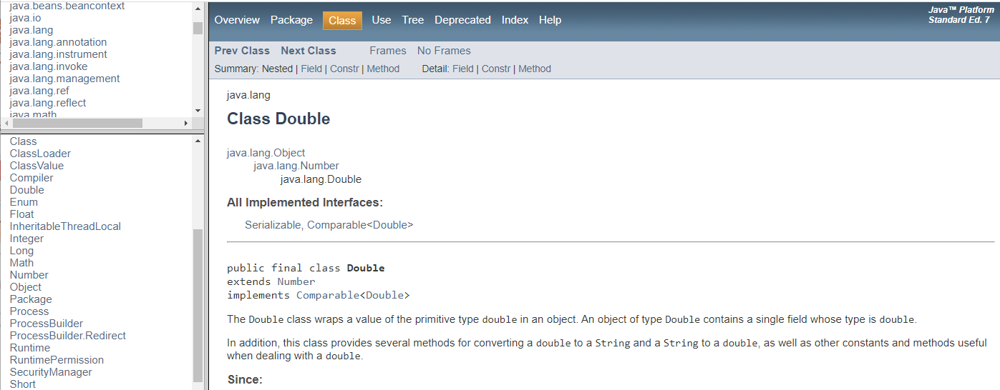 java.beans.beancontext
java.io
java.lang
java.lang.annotation
java.lang.instrument
java.lang.invoke
java.lang.management
java.lang.ref
java.lang.reflect
java.math
Class
ClassLoader
ClassValue
Compiler
Double
Enum
Float
InheritableThreadLocal
Integer
Long
Math
Number
Object
Package
Process
ProcessBuilder
ProcessBuilder.Redirect
Runtime
RuntimePermission
SecurityManager
Short
Overview Package Class Use Tree Deprecated Index Help
Java™ Platform
Standard Ed. 7
Prev Class Next Class Frames No Frames
Summary: Nested | Field | Constr | Method Detail: Field | Constr | Method
java.lang
Class Double
java.lang.Object
java.lang.Number
java.lang.Double
All Implemented Interfaces:
Serializable, Comparable<Double>
public final class Double
extends Number
implements Comparable<Double>
The Double class wraps a value of the primitive type double in an object. An object of type Double contains a single field whose type is double.
In addition, this class provides several methods for converting a double to a String and a String to a double, as well as other constants and methods useful
when dealing with a double.
Since: